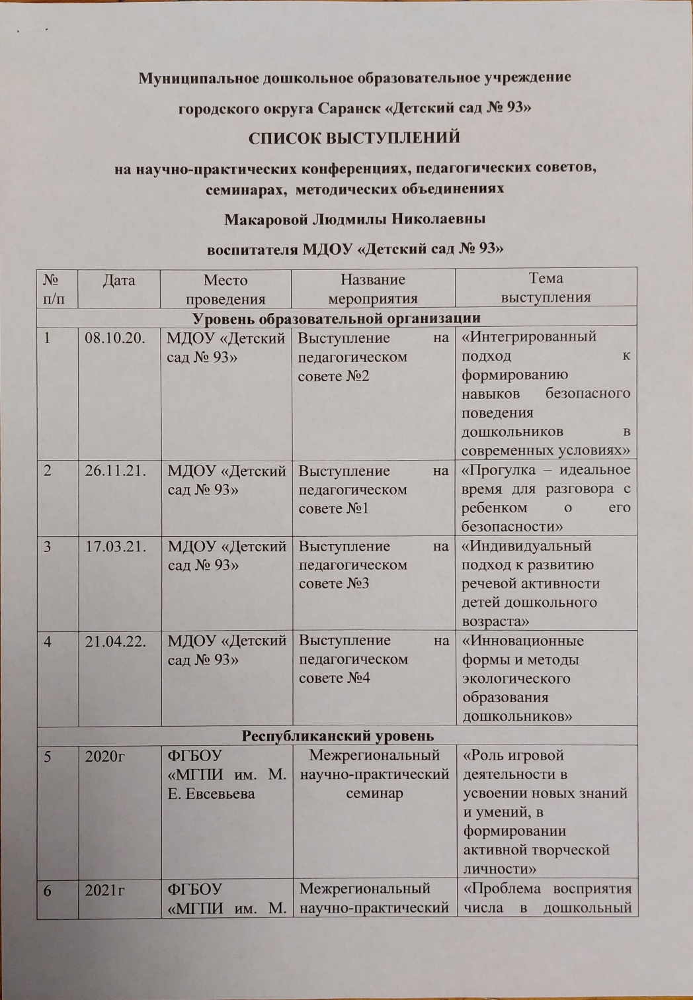 Муниципальное дошкольное образовательное учреждение
городского округа Саранск «Детский сад № 93»
СПИСОК ВЫСТУПЛЕНИЙ
на научно-практических конференциях, педагогических советов,
семинарах, методических объединениях
Макаровой Людмилы Николаевны
воспитателя МДОУ «Детский сад № 93»
№
п/п
Дата
Место
проведения
Название
мероприятия
Тема
выступления
Уровень образовательной организации
1
08.10.20.
МДОУ «Детский
сад № 93»
Выступление на
педагогическом
совете №2
«Интегрированный
подход к
формированию
навыков безопасного
поведения
дошкольников в
современных условиях»
2
26.11.21.
МДОУ «Детский
сад № 93»
Выступление на
педагогическом
совете №1
«Прогулка – идеальное
время для разговора с
ребенком о его
безопасности»
3
17.03.21.
МДОУ «Детский
сад № 93»
Выступление на
педагогическом
совете №3
«Индивидуальный
подход к развитию
речевой активности
детей дошкольного
возраста»
4
21.04.22.
МДОУ «Детский
сад № 93»
Выступление на
педагогическом
совете №4
«Инновационные
формы и методы
экологического
образования
дошкольников»
Республиканский уровень
5
2020г
ФГБОУ
«МГПИ им. М.
Е. Евсевьева
Межрегиональный
научно-практический
семинар
«Роль игровой
деятельности в
усвоении новых знаний
и умений, в
формировании
активной творческой
личности»
6
2021г
ФГБОУ
«МГПИ им. М.
Межрегиональный
научно-практический
«Проблема восприятия
числа в дошкольный